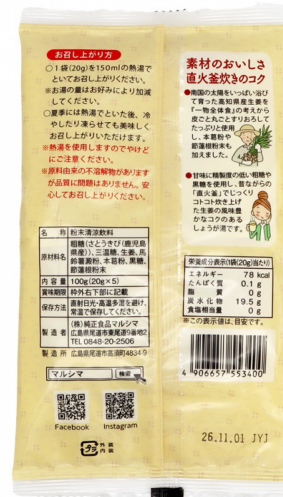 お召し上がり方
○1袋(20g)を150mlの熱湯で
といてお召し上がりください。
※お湯の量はお好みにより加減
してください。
○夏季には熱湯でといた後、冷
やしたり凍らせても美味しく
お召し上がりいただけます。
※熱湯を使用しますのでやけど
にご注意ください。
※原料由来の不溶解物があります
が品質に問題はありません。安
心してお召し上がりください。
名称 粉末清涼飲料
原材料名 粗糖(さとうきび(鹿児島
県産))、三温糖、生姜、馬
鈴薯澱粉、本葛粉、黒糖、
節蓮根粉末
内容量 100g(20g×5)
賞味期限 枠外右下部に記載
保存方法 直射日光・高温多湿を避け、
常温で保存してください。
製造者 (株)純正食品マルシマ
広島県尾道市東尾道9番地2
TEL 0848-20-2506
製造所 広島県尾道市高須町4834-9
マルシマ 検索
Facebook Instagram
外装 内装
素材のおいしさ
直火釜炊きのコク
●南国の太陽をいっぱい浴び
て育った高知県産生姜を
『一物全体食』の考えから
皮ごと丸ごとすりおろして
たっぷりと使用
し、本葛粉や
節蓮根粉末も
加えました。
●甘味に精製度の低い粗糖や
黒糖を使用し、昔ながらの
『直火釜』でじっくり
コトコト炊き上げ
た生姜の風味豊
かなコクのある
しょうが湯です。
栄養成分表示(1袋(20g)当たり)
エネルギー 78 kcal
たんぱく質 0.1 g
脂質 0 g
炭水化物 19.5 g
食塩相当量 0 g
※この表示値は、目安です。
4 906657 553400
26.11.01 JYJ